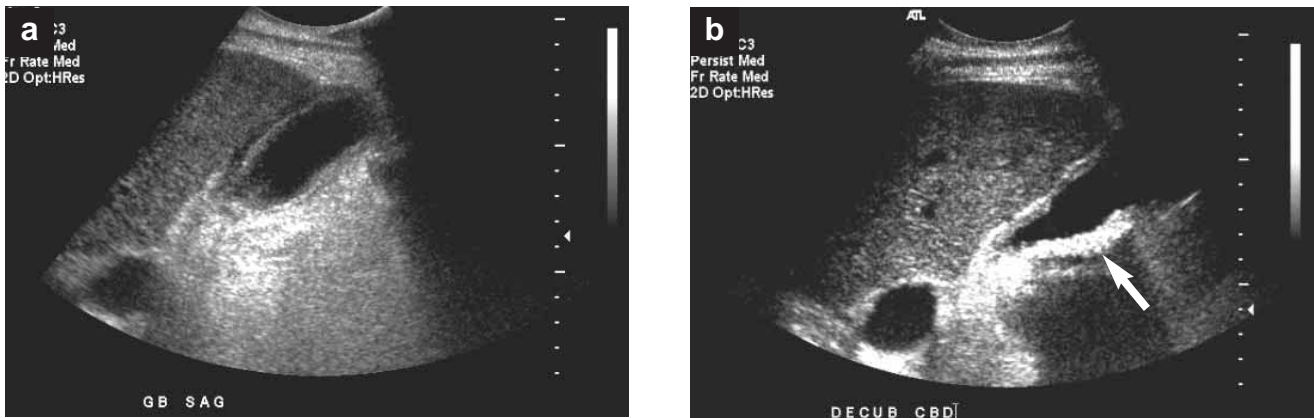 a
C3
Med
Fr Rate Med
2D Opt:HRes
GB SAG
b
ATL
C3
Persist Med
Fr Rate Med
2D Opt:HRes
DECUB CBD